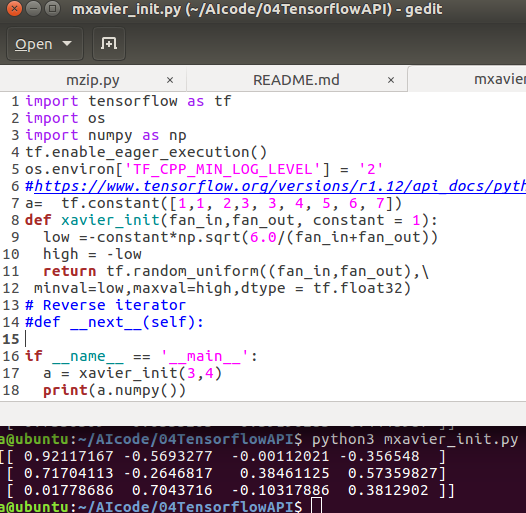 mxavier_init.py (~/AIcode/04TensorflowAPI) - gedit
Open
mzip.py × README.md × mxavier
1 import tensorflow as tf
2 import os
3 import numpy as np
4 tf.enable_eager_execution()
5 os.environ['TF_CPP_MIN_LOG_LEVEL'] = '2'
6 #https://www.tensorflow.org/versions/r1.12/api_docs/pyth
7 a=  tf.constant([1,1, 2,3, 3, 4, 5, 6, 7])
8 def xavier_init(fan_in,fan_out, constant = 1):
9   low =-constant*np.sqrt(6.0/(fan_in+fan_out))
10   high = -low
11   return tf.random_uniform((fan_in,fan_out),\
12  minval=low,maxval=high,dtype = tf.float32)
13 # Reverse iterator
14 #def __next__(self):
15
16 if __name__ == '__main__':
17   a = xavier_init(3,4)
18   print(a.numpy())
a@ubuntu:~/AIcode/04TensorflowAPI$ python3 mxavier_init.py
[[ 0.92117167 -0.5693277  -0.00112021 -0.356548  ]
[ 0.71704113 -0.2646817   0.38461125  0.57359827]
[ 0.01778686  0.7043716  -0.10317886  0.3812902 ]]
a@ubuntu:~/AIcode/04TensorflowAPI$